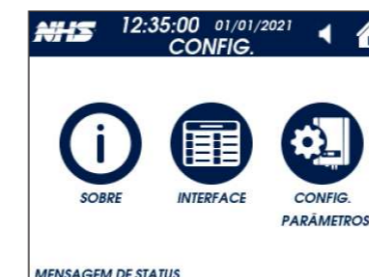 NHS 12:35:00 01/01/2021
CONFIG.
SOBRE INTERFACE CONFIG.
PARÂMETROS
MENSAGEM DE STATUS